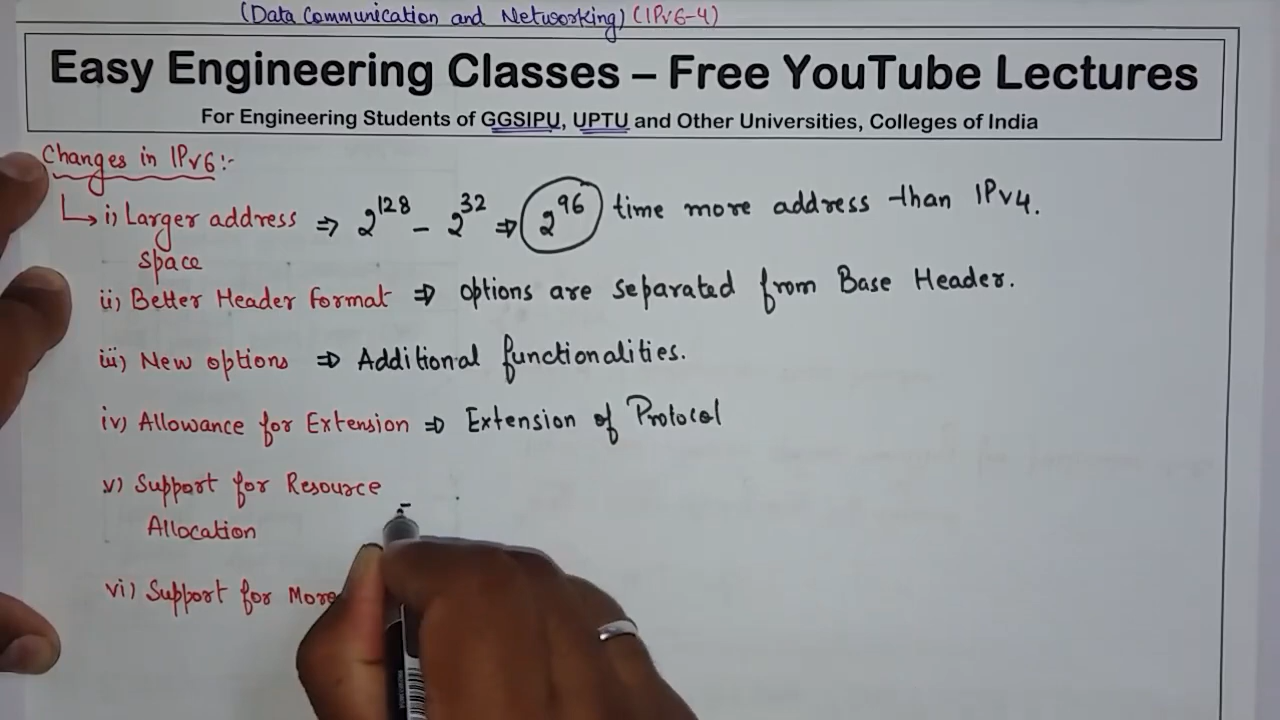 (Data Communication and Networking) (IPv6-4)
Easy Engineering Classes – Free YouTube Lectures
For Engineering Students of GGSIPU, UPTU and Other Universities, Colleges of India
Changes in IPv6:-
i) Larger address space ⇒ 2^128 - 2^32 ⇒ 2^96 time more address than IPv4.
ii) Better Header Format ⇒ options are separated from Base Header.
iii) New options ⇒ Additional functionalities.
iv) Allowance for Extension ⇒ Extension of Protocol
v) Support for Resource
Allocation
vi) Support for More